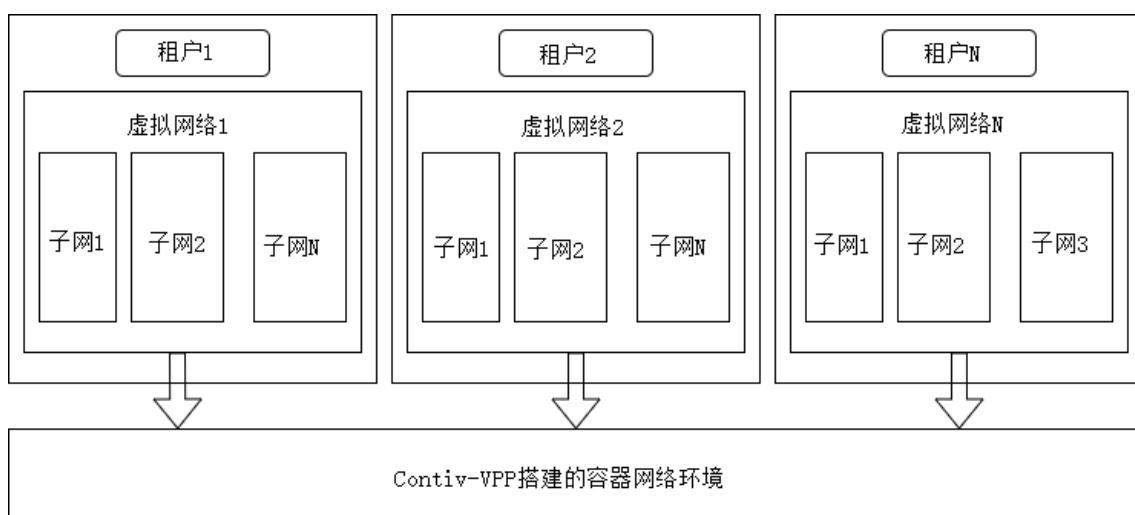 租户1
虚拟网络1
子网1
子网2
子网N
租户2
虚拟网络2
子网1
子网2
子网N
租户N
虚拟网络N
子网1
子网2
子网3
Contiv-VPP搭建的容器网络环境